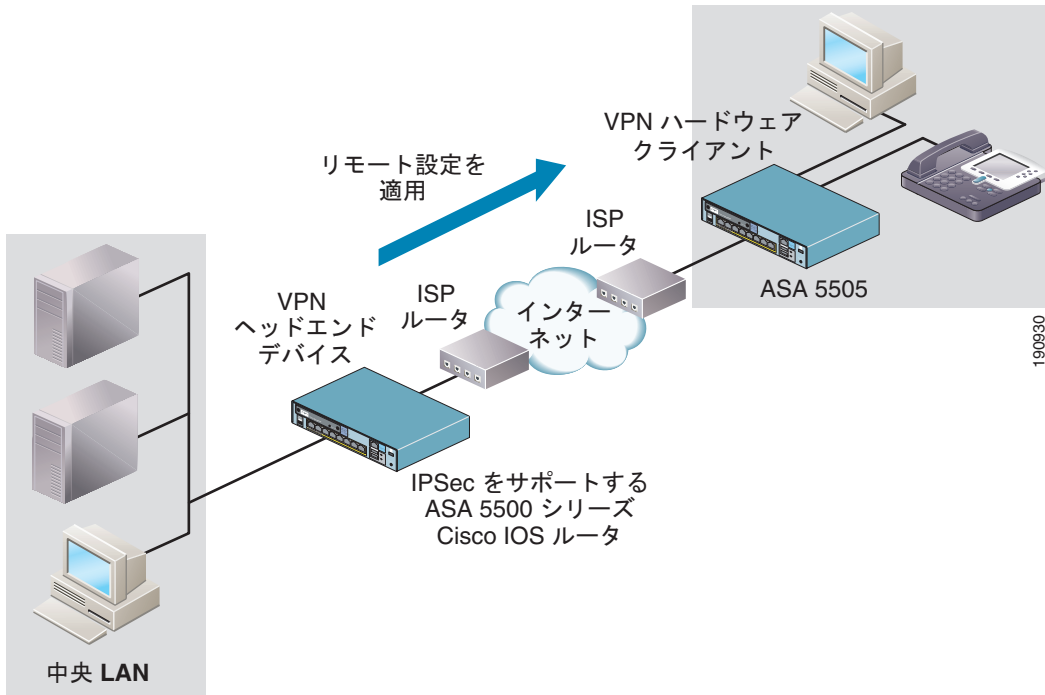 VPN ハードウェア
クライアント
リモート設定を
適用
ISP
ルータ
ASA 5505
VPN
ヘッドエンド
デバイス
ISP
ルータ
インター
ネット
190930
IPSec をサポートする
ASA 5500 シリーズ
Cisco IOS ルータ
中央 LAN